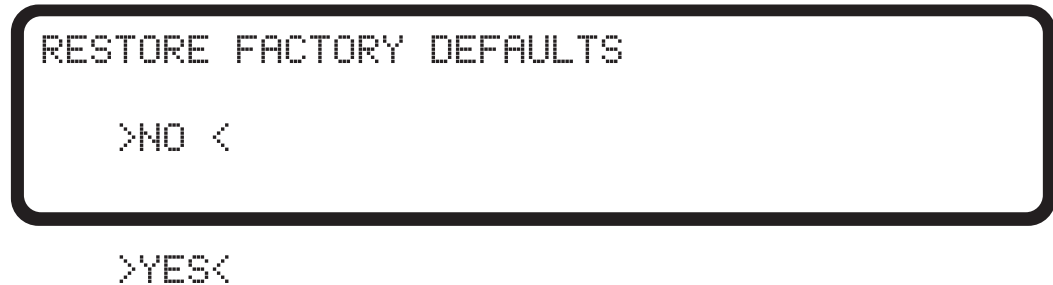 RESTORE FACTORY DEFAULTS
>NO <
>YES<